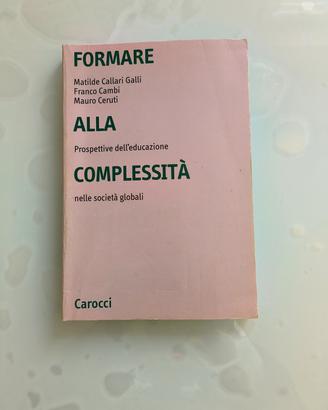 FORMARE
Matilde Callari Galli
Franco Cambi
Mauro Ceruti
ALLA
Prospettive dell'educazione
COMPLESSITÀ
nelle società globali
Carocci